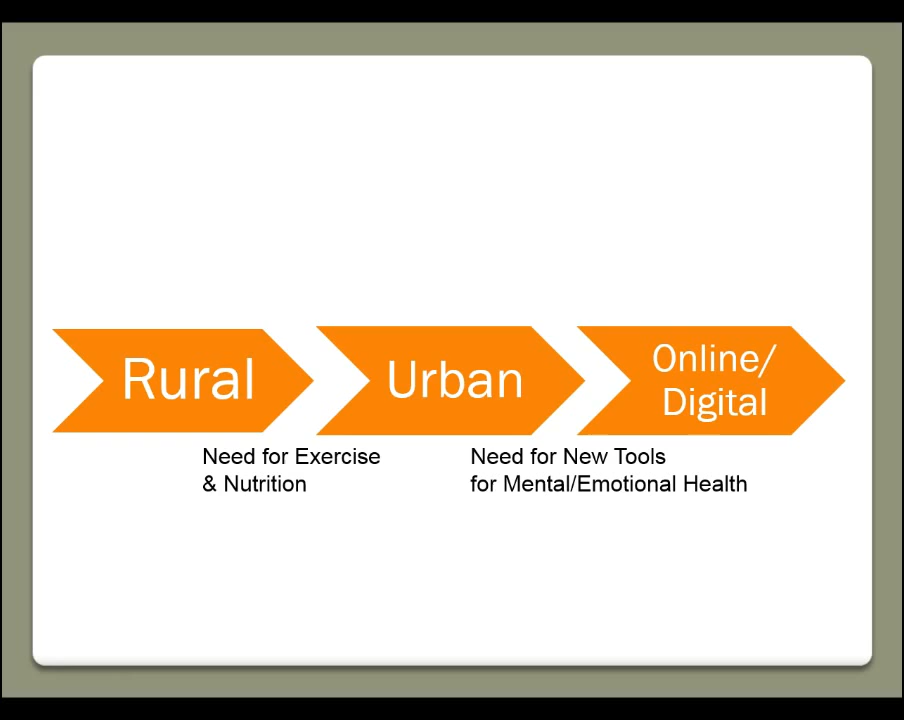 Rural
Urban
Online/
Digital
Need for Exercise
& Nutrition
Need for New Tools
for Mental/Emotional Health